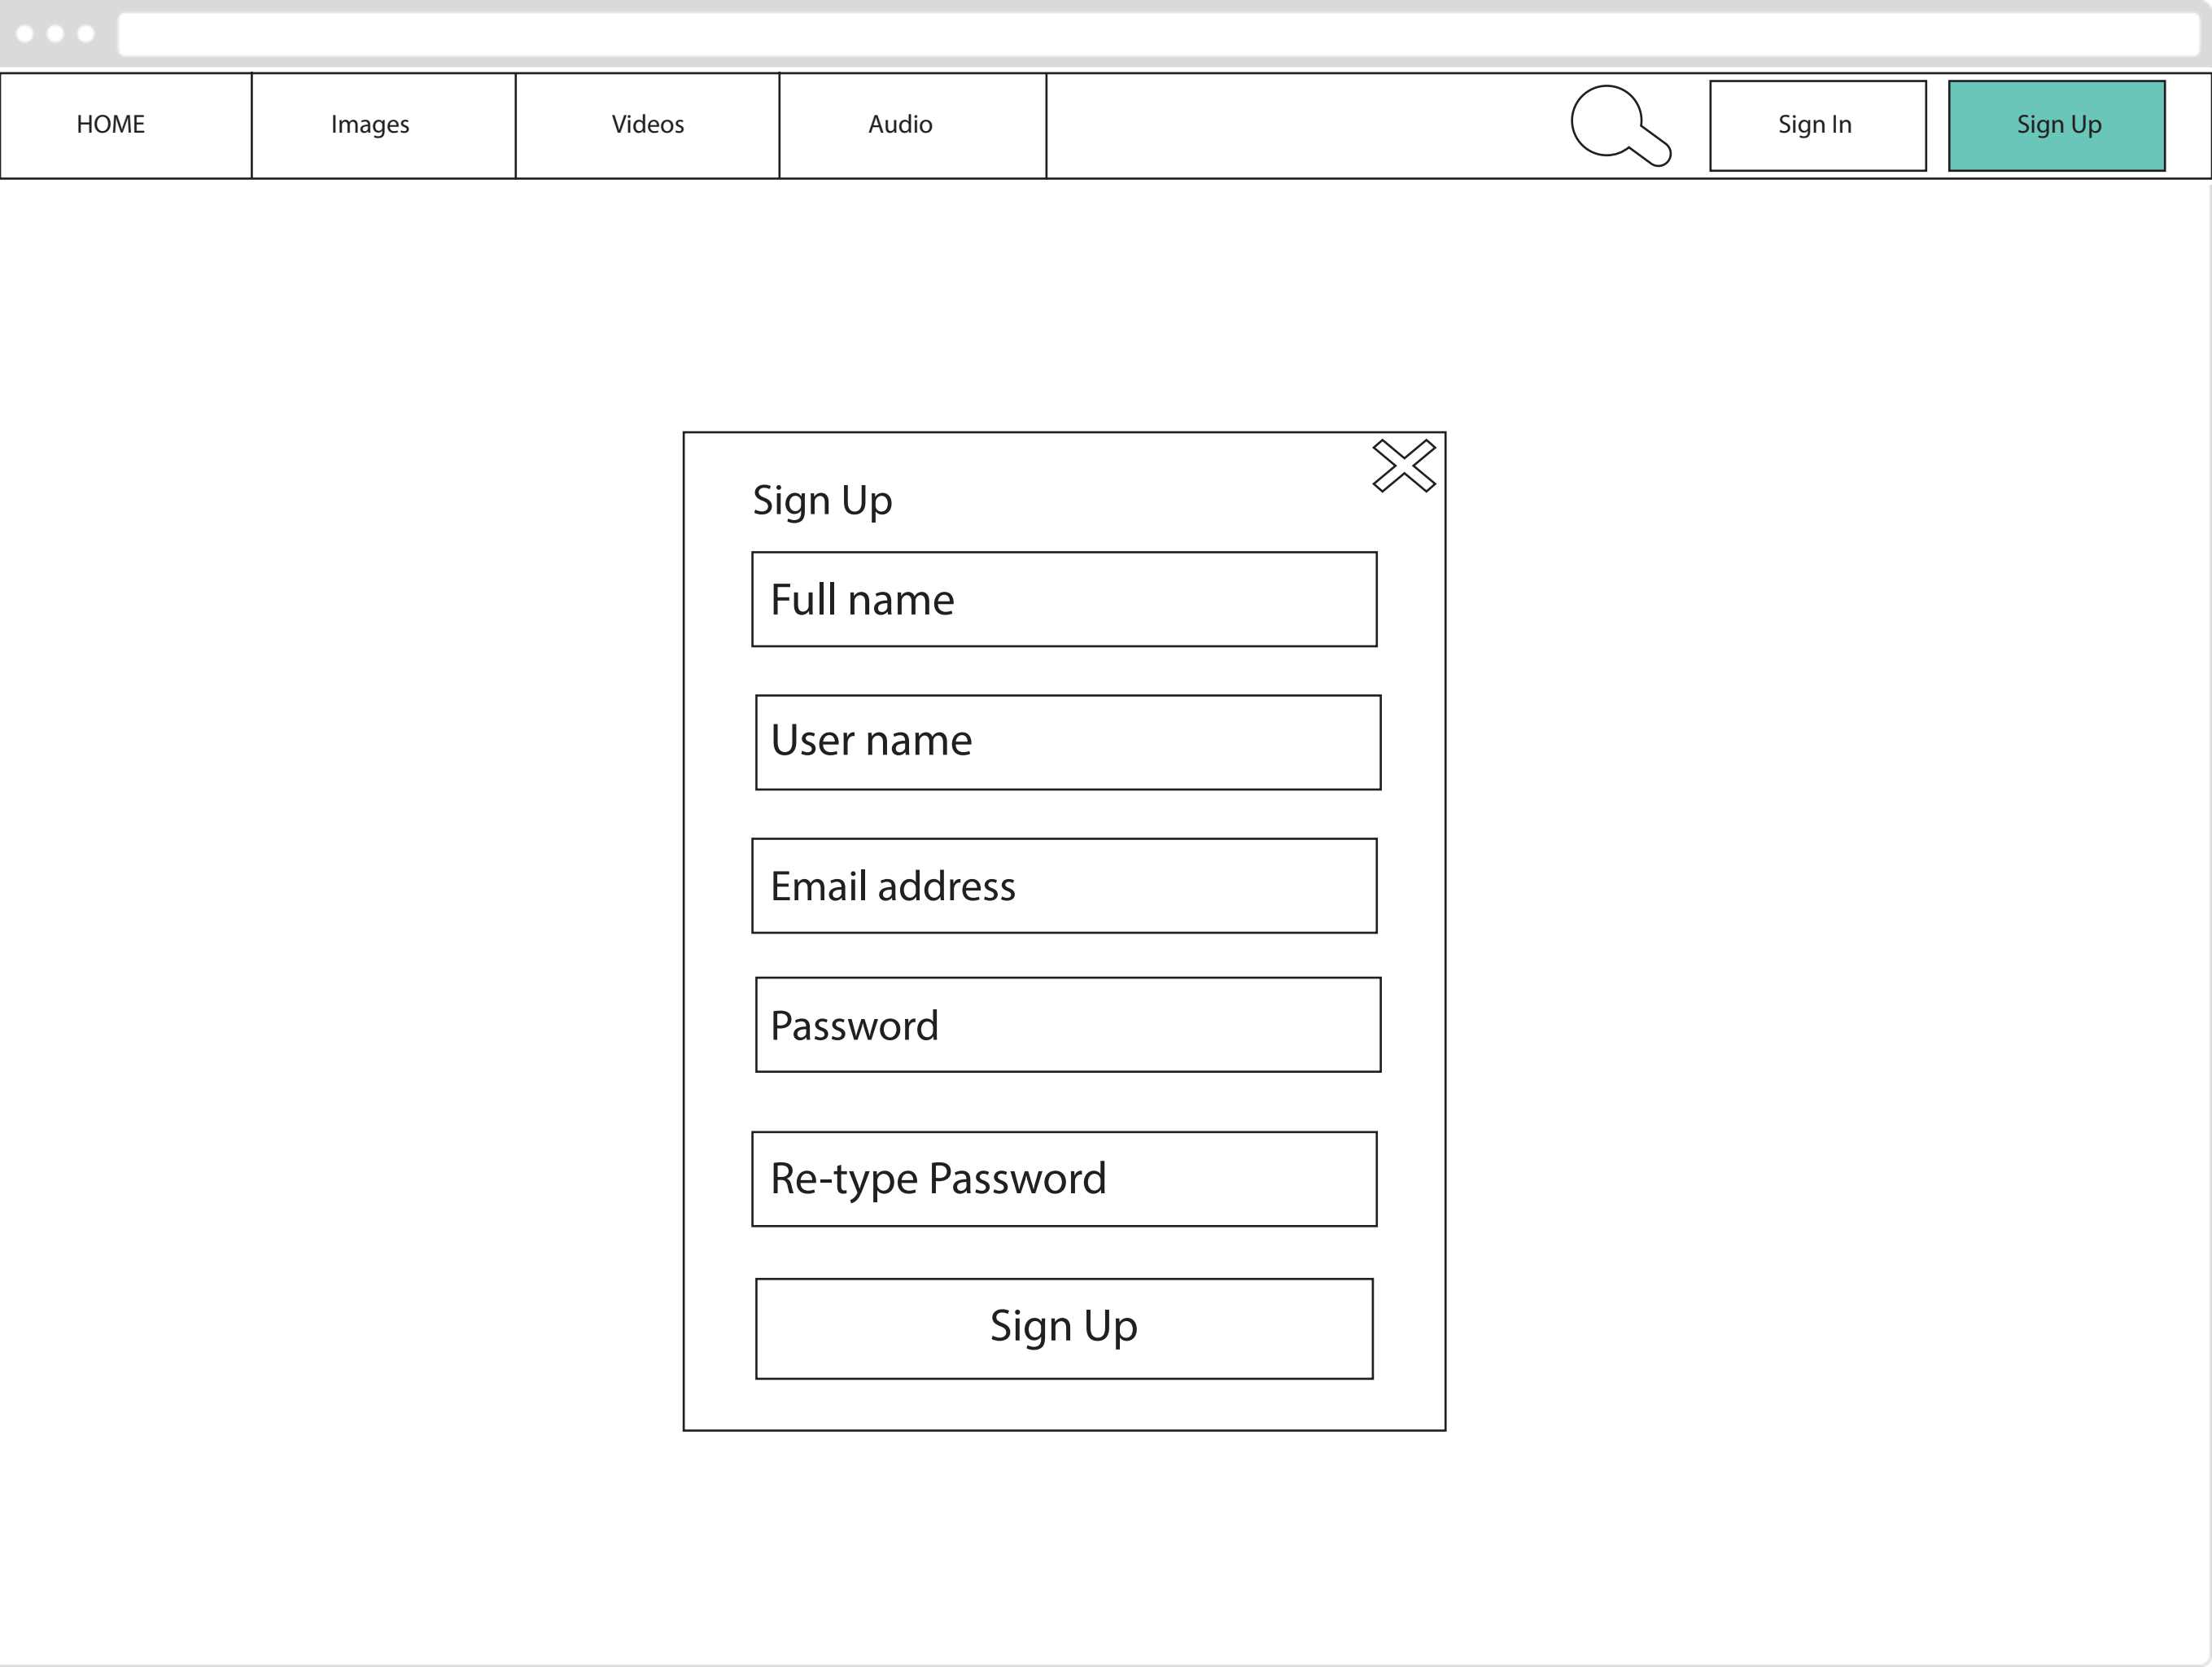 HOME
Images
Videos
Audio
Sign In
Sign Up
Sign Up
Full name
User name
Email address
Password
Re-type Password
Sign Up